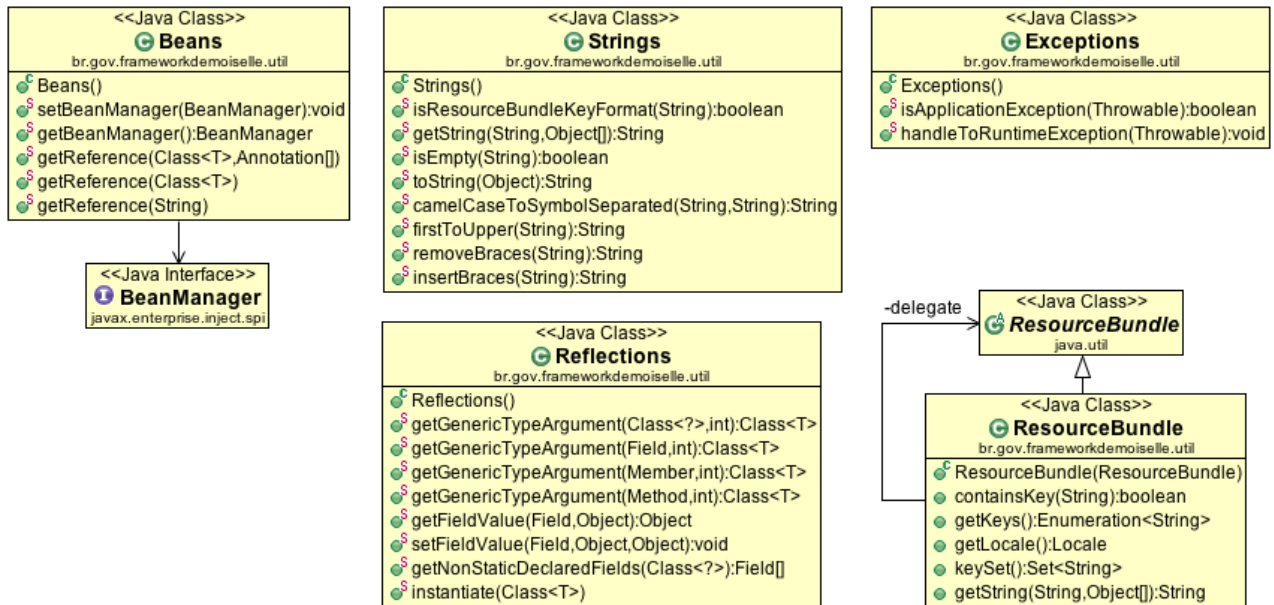 <<Java Class>>
Beans
br.gov.frameworkdemoiselle.util
Beans()
setBeanManager(BeanManager):void
getBeanManager():BeanManager
getReference(Class<T>,Annotation[])
getReference(Class<T>)
getReference(String)
<<Java Interface>>
BeanManager
javax.enterprise.inject.spi
<<Java Class>>
Strings
br.gov.frameworkdemoiselle.util
Strings()
isResourceBundleKeyFormat(String):boolean
getString(String,Object[]):String
isEmpty(String):boolean
toString(Object):String
camelCaseToSymbolSeparated(String,String):String
firstToUpper(String):String
removeBraces(String):String
insertBraces(String):String
<<Java Class>>
Reflections
br.gov.frameworkdemoiselle.util
Reflections()
getGenericTypeArgument(Class<?>,int):Class<T>
getGenericTypeArgument(Field,int):Class<T>
getGenericTypeArgument(Member,int):Class<T>
getGenericTypeArgument(Method,int):Class<T>
getFieldValue(Field,Object):Object
setFieldValue(Field,Object,Object):void
getNonStaticDeclaredFields(Class<?>):Field[]
instantiate(Class<T>)
<<Java Class>>
Exceptions
br.gov.frameworkdemoiselle.util
Exceptions()
isApplicationException(Throwable):boolean
handleToRuntimeException(Throwable):void
-delegate
<<Java Class>>
ResourceBundle
java.util
<<Java Class>>
ResourceBundle
br.gov.frameworkdemoiselle.util
ResourceBundle(ResourceBundle)
containsKey(String):boolean
getKeys():Enumeration<String>
getLocale():Locale
keySet():Set<String>
getString(String,Object[]):String